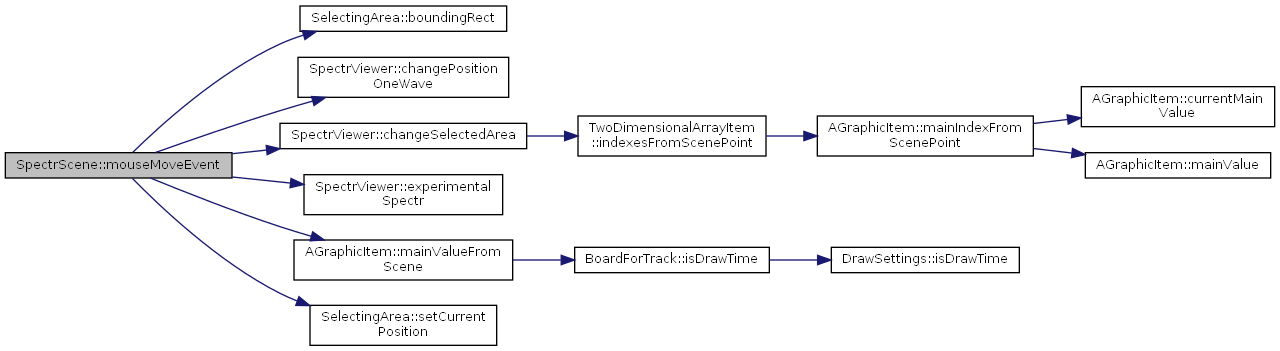 SelectingArea::boundingRect
SpectrViewer::changePosition
OneWave
SpectrViewer::changeSelectedArea
TwoDimensionalArrayItem
::indexesFromScenePoint
AGraphicItem::mainIndexFrom
ScenePoint
AGraphicItem::currentMain
Value
AGraphicItem::mainValue
SpectrScene::mouseMoveEvent
SpectrViewer::experimental
Spectr
AGraphicItem::mainValueFrom
Scene
BoardForTrack::isDrawTime
DrawSettings::isDrawTime
SelectingArea::setCurrent
Position